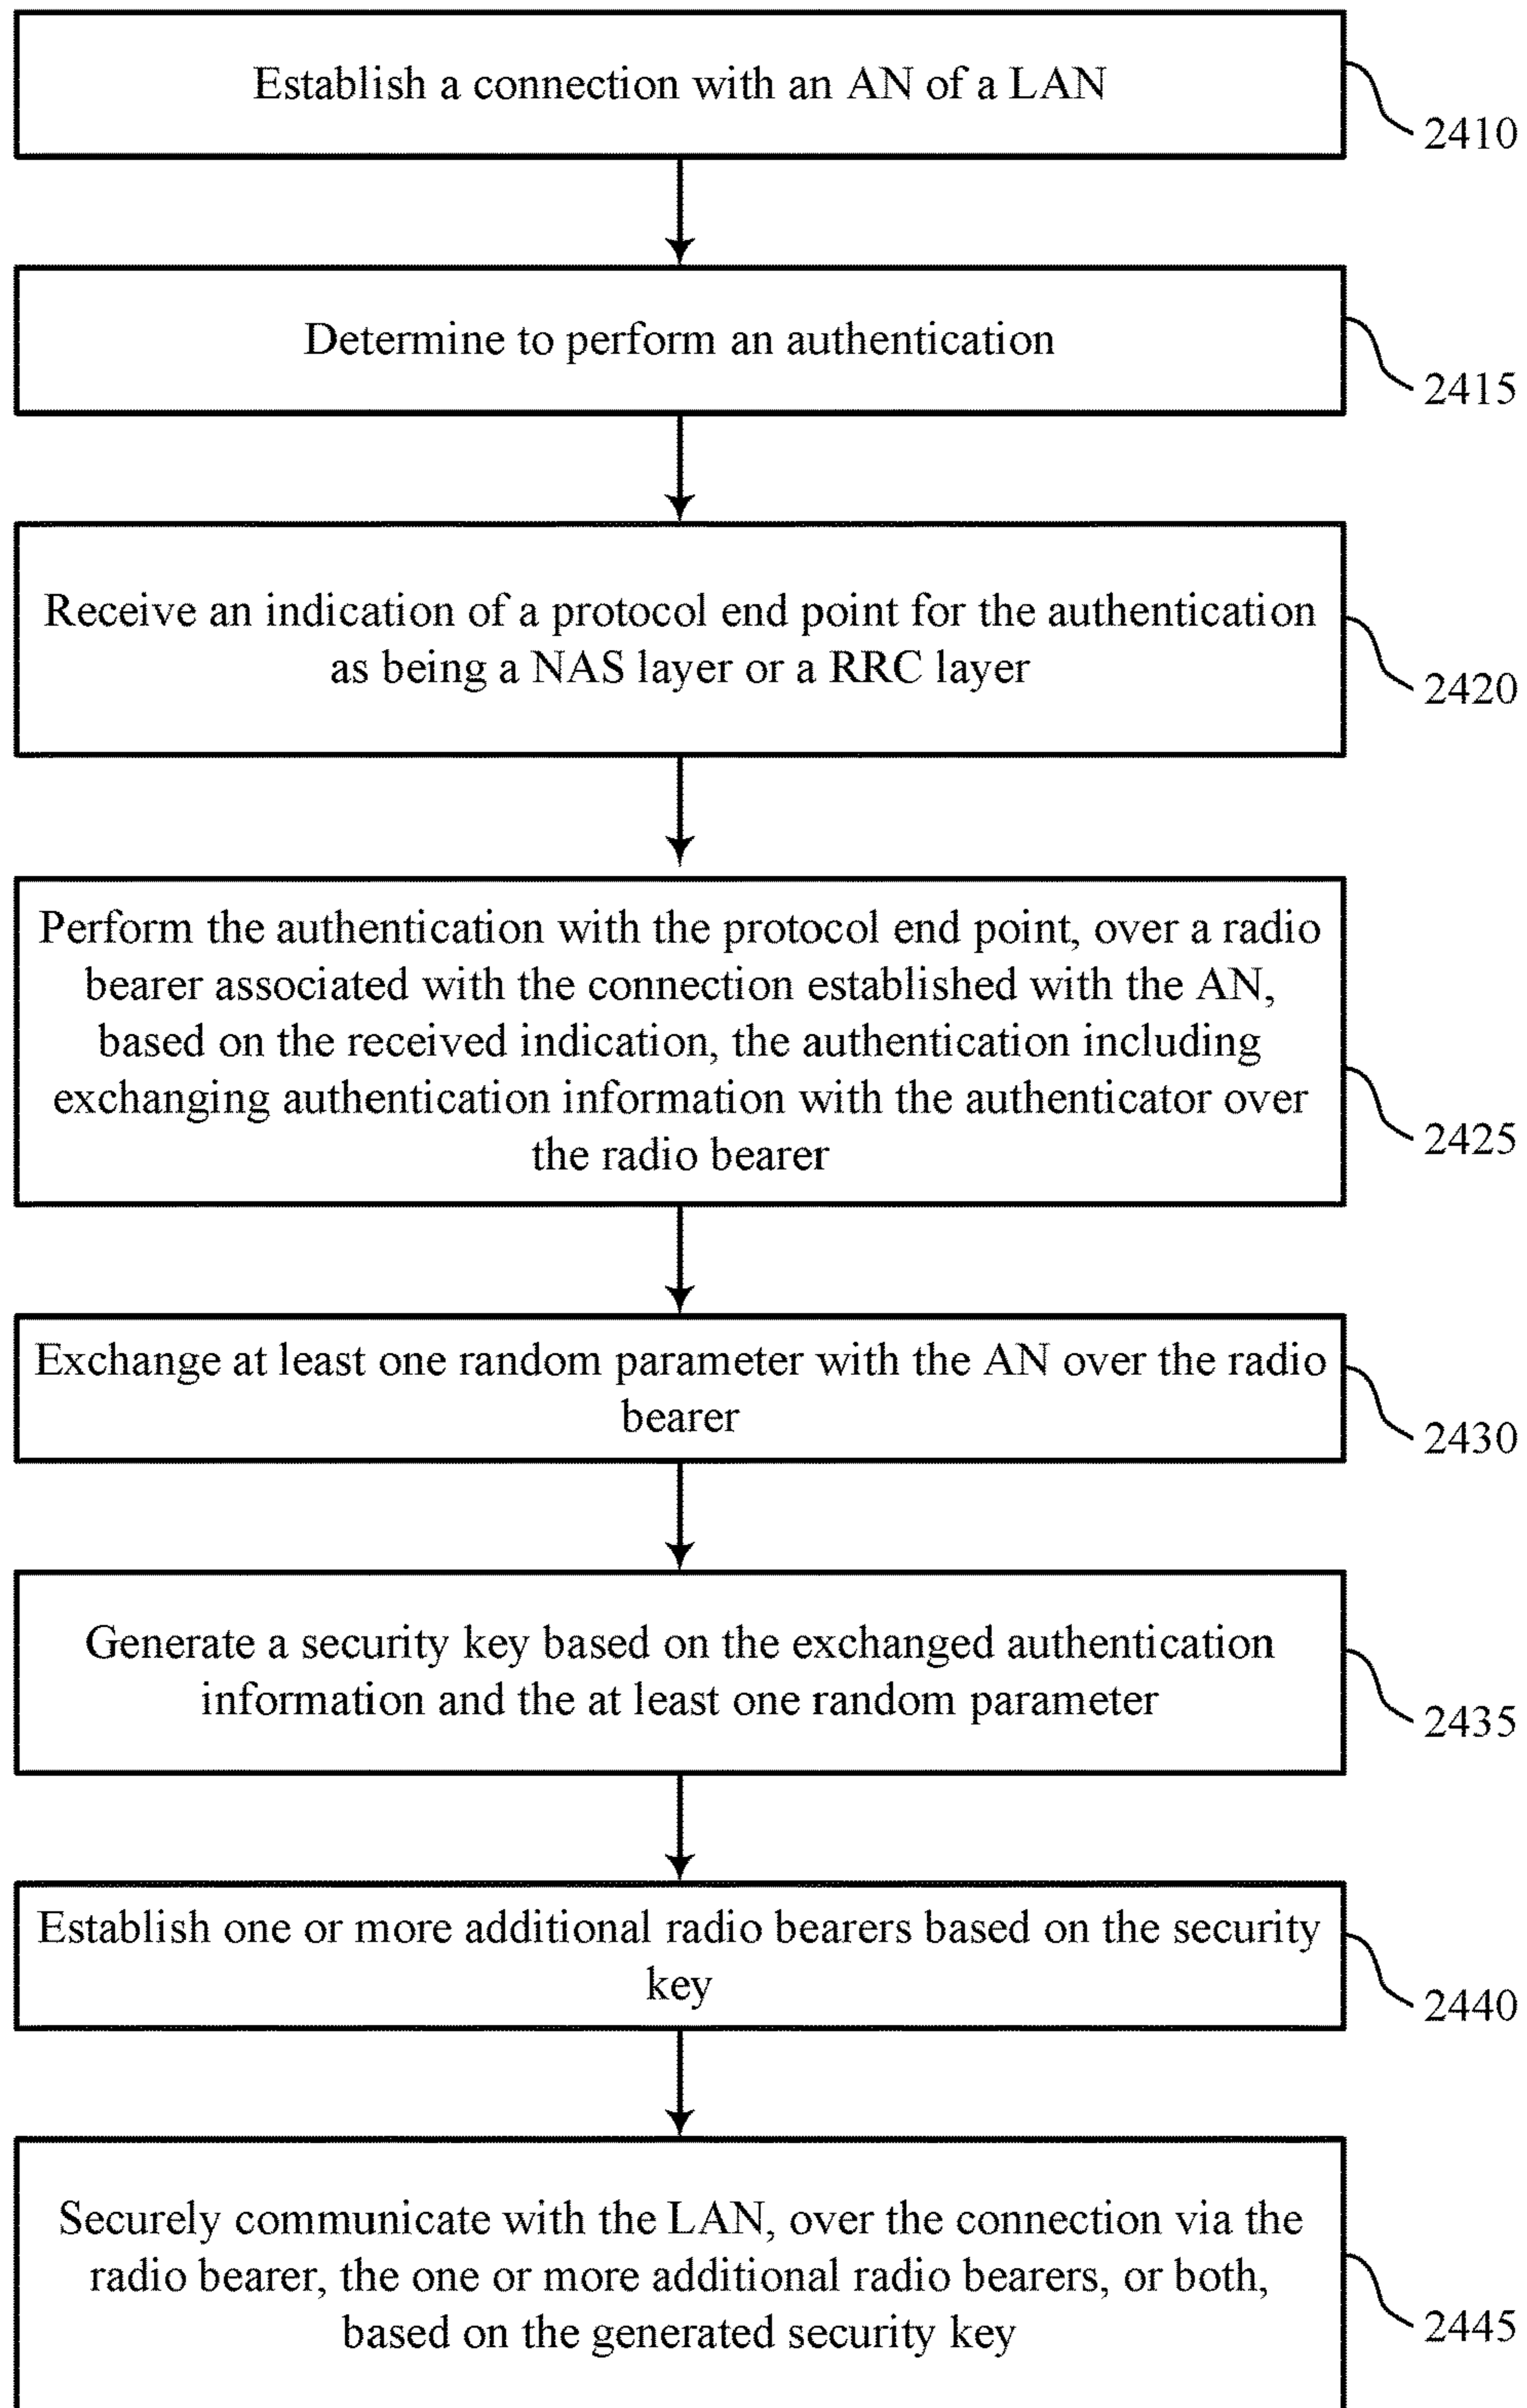 Establish a connection with an AN of a LAN
2410
Determine to perform an authentication
2415
Receive an indication of a protocol end point for the authentication
as being a NAS layer or a RRC layer
2420
Perform the authentication with the protocol end point, over a radio
bearer associated with the connection established with the AN,
based on the received indication, the authentication including
exchanging authentication information with the authenticator over
the radio bearer
2425
Exchange at least one random parameter with the AN over the radio
bearer
2430
Generate a security key based on the exchanged authentication
information and the at least one random parameter
2435
Establish one or more additional radio bearers based on the security
key
2440
Securely communicate with the LAN, over the connection via the
radio bearer, the one or more additional radio bearers, or both,
based on the generated security key
2445